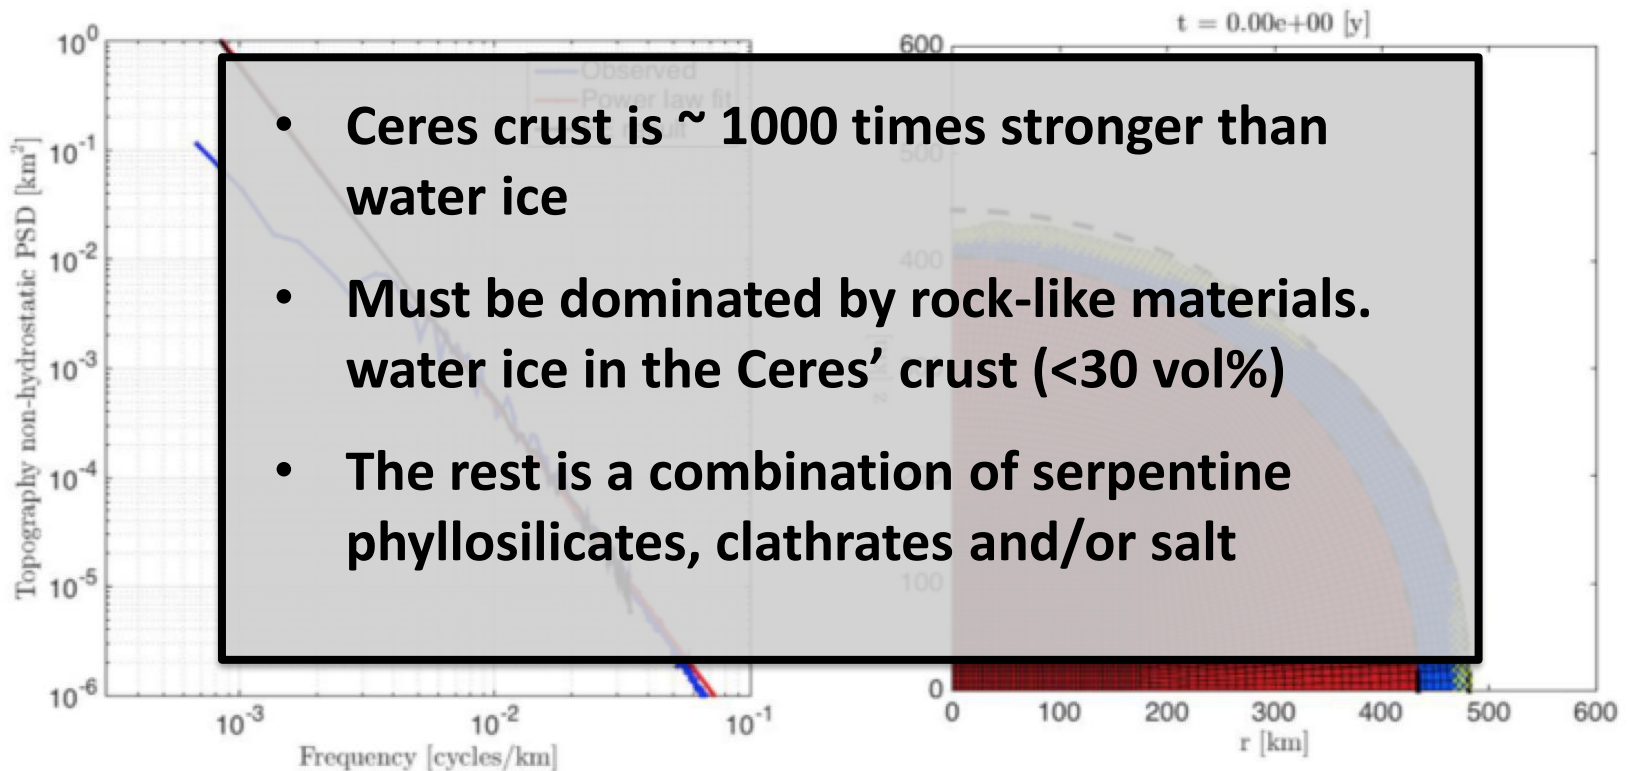 t = 0.00e+00 [y]
10^0
10^-1
10^-2
10^-3
10^-4
10^-5
10^-6
Topography non-hydrostatic PSD [km^2]
10^-3
10^-2
10^-1
Frequency [cycles/km]
Observed
Power law fit
600
500
400
100
0
z
0
100
200
300
400
500
600
r [km]
• Ceres crust is ~ 1000 times stronger than
water ice
• Must be dominated by rock-like materials.
water ice in the Ceres’ crust (<30 vol%)
• The rest is a combination of serpentine
phyllosilicates, clathrates and/or salt